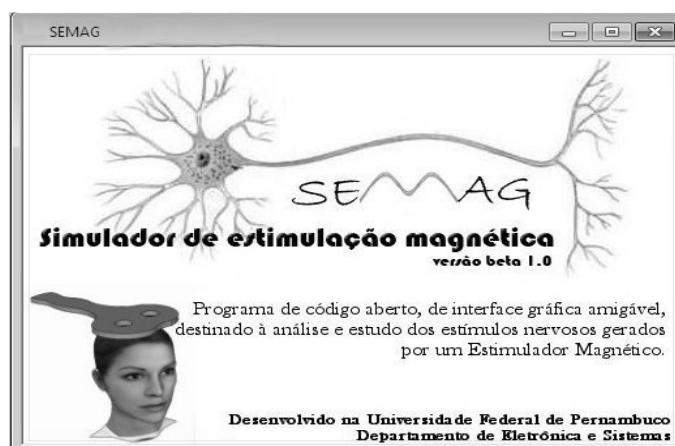 SEMAG
SEMAG
Simulador de estimulação magnética
versão beta 1.0
Programa de código aberto, de interface gráfica amigável,
destinado à análise e estudo dos estímulos nervosos gerados
por um Estimulador Magnético.
Desenvolvido na Universidade Federal de Pernambuco
Departamento de Eletrônica e Sistemas